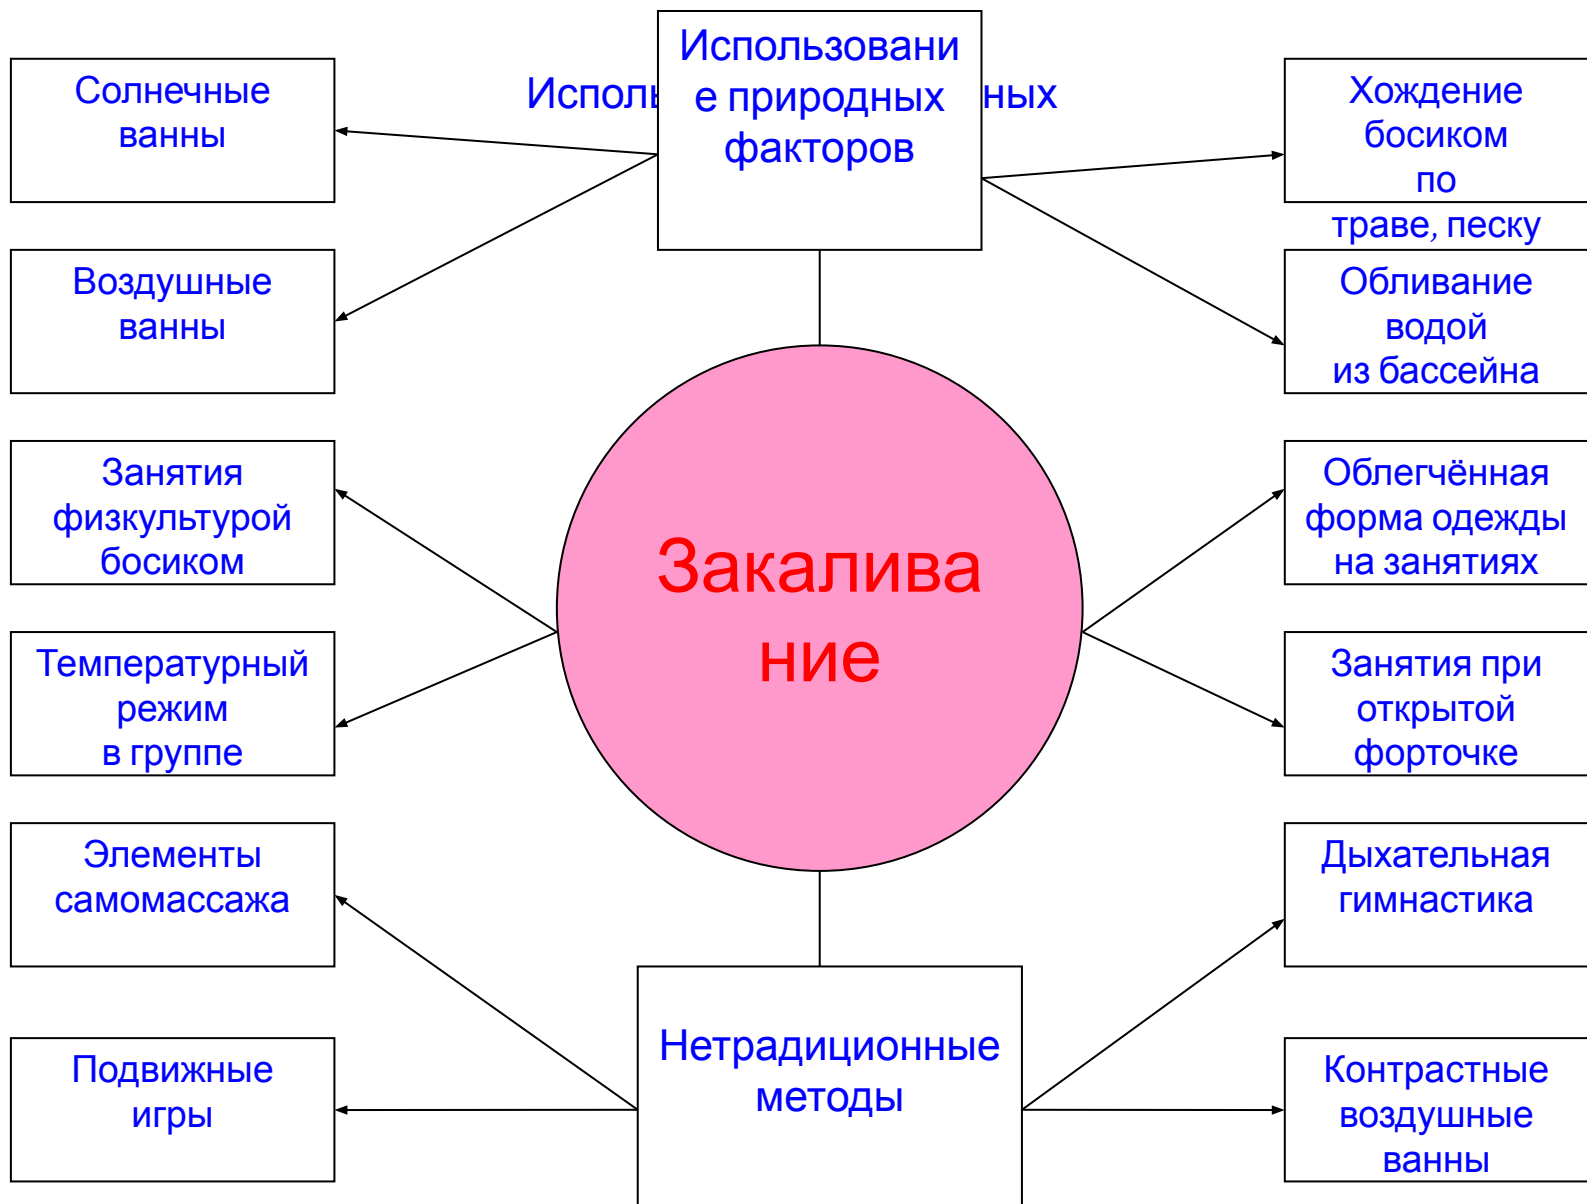 Использовани
е природных
факторов
Исполь
ных
Солнечные
ванны
Хождение
босиком
по
траве, песку
Воздушные
ванны
Обливание
водой
из бассейна
Занятия
физкультурой
босиком
Облегчённая
форма одежды
на занятиях
Закалива
ние
Температурный
режим
в группе
Занятия при
открытой
форточке
Элементы
самомассажа
Дыхательная
гимнастика
Нетрадиционные
методы
Подвижные
игры
Контрастные
воздушные
ванны